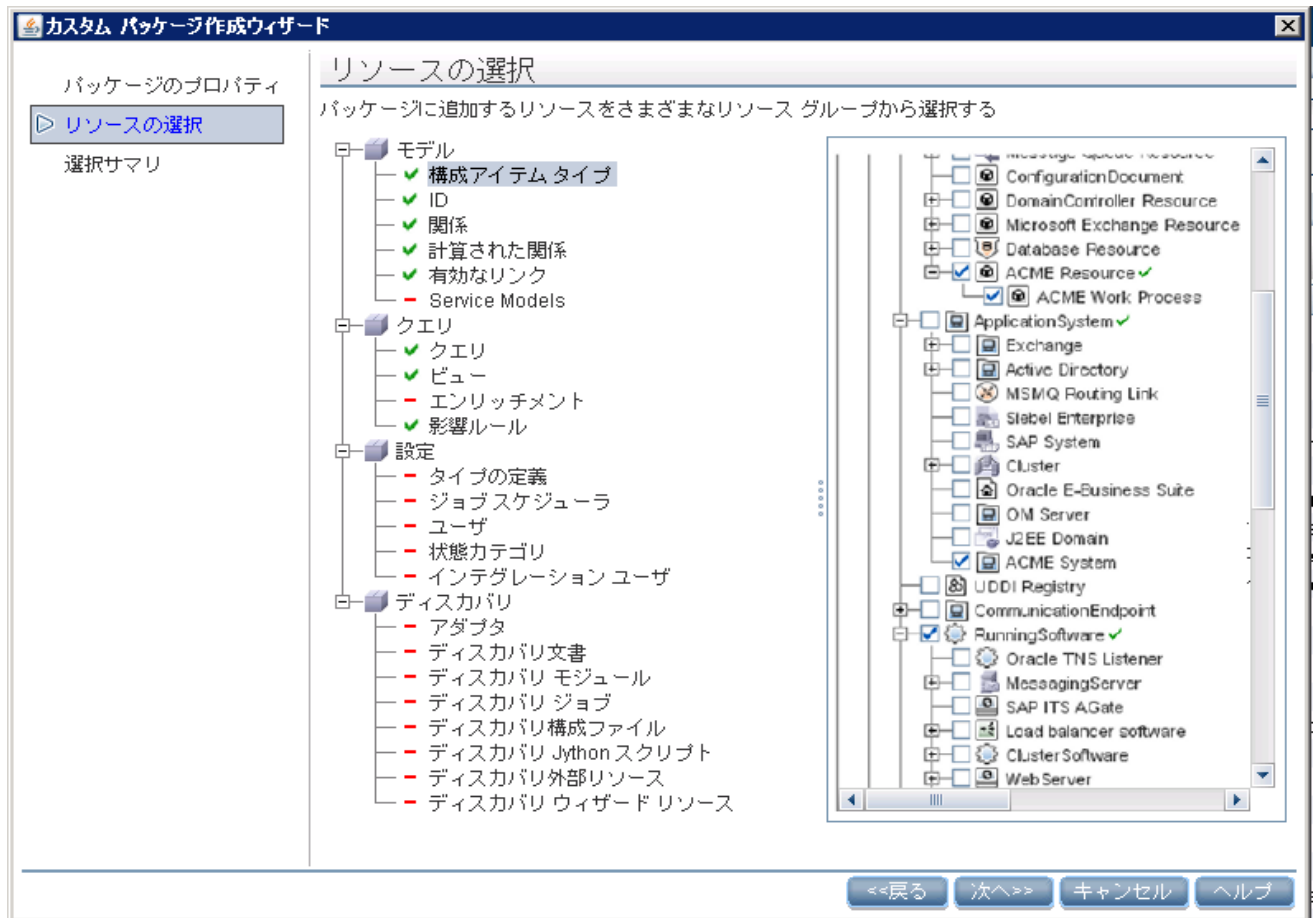 カスタム パッケージ作成ウィザード
パッケージのプロパティ
リソースの選択
選択サマリ
リソースの選択
パッケージに追加するリソースをさまざまなリソース グループから選択する
モデル
構成アイテム タイプ
ID
関係
計算された関係
有効なリンク
Service Models
クエリ
クエリ
ビュー
エンリッチメント
影響ルール
設定
タイプの定義
ジョブ スケジューラ
ユーザ
状態カテゴリ
インテグレーション ユーザ
ディスカバリ
アダプタ
ディスカバリ文書
ディスカバリ モジュール
ディスカバリ ジョブ
ディスカバリ構成ファイル
ディスカバリ Jython スクリプト
ディスカバリ外部リソース
ディスカバリ ウィザード リソース
Message Queue Resource
ConfigurationDocument
DomainController Resource
Microsoft Exchange Resource
Database Resource
ACME Resource
ACME Work Process
ApplicationSystem
Exchange
Active Directory
MSMQ Routing Link
Siebel Enterprise
SAP System
Cluster
Oracle E-Business Suite
OM Server
J2EE Domain
ACME System
UDDI Registry
CommunicationEndpoint
RunningSoftware
Oracle TNS Listener
MessagingServer
SAP ITS AGate
Load balancer software
ClusterSoftware
WebServer
<<戻る
次へ>>
キャンセル
ヘルプ